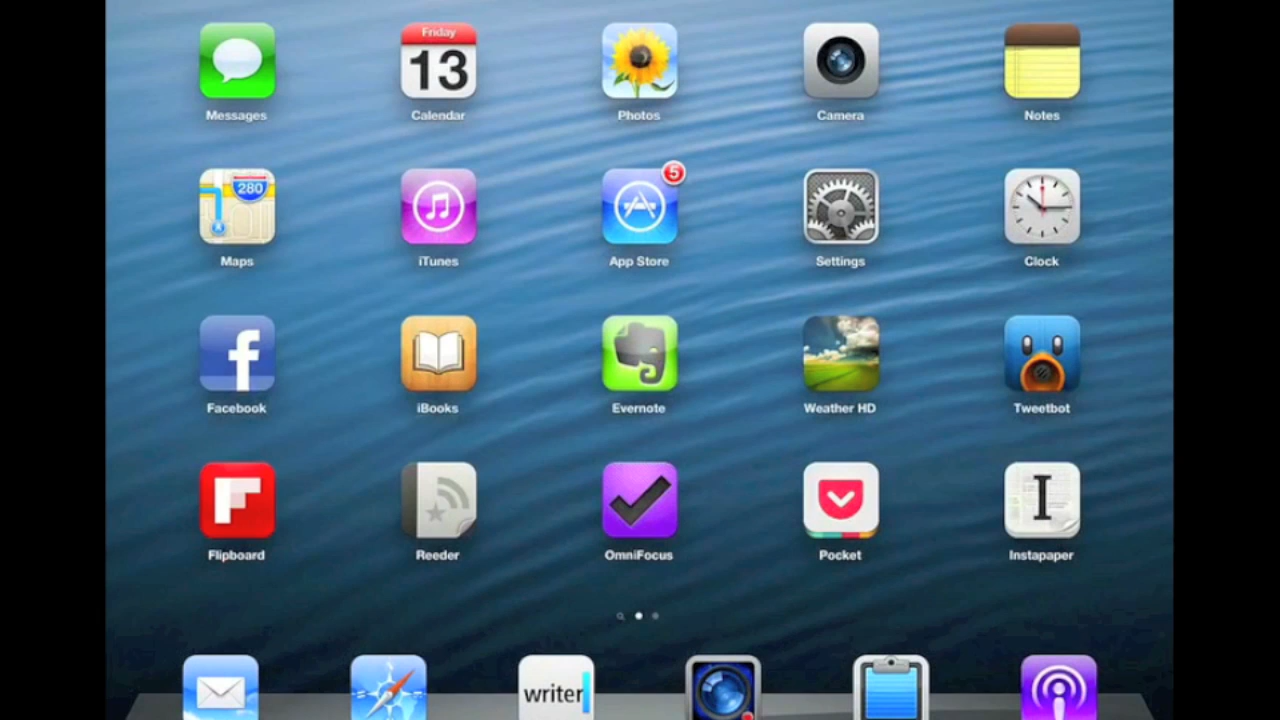 Friday
13
Messages
Calendar
Photos
Camera
Notes
280
5
Maps
iTunes
App Store
Settings
Clock
f
Facebook
iBooks
Evernote
Weather HD
Tweetbot
F
I
Flipboard
Reeder
OmniFocus
Pocket
Instapaper
writer